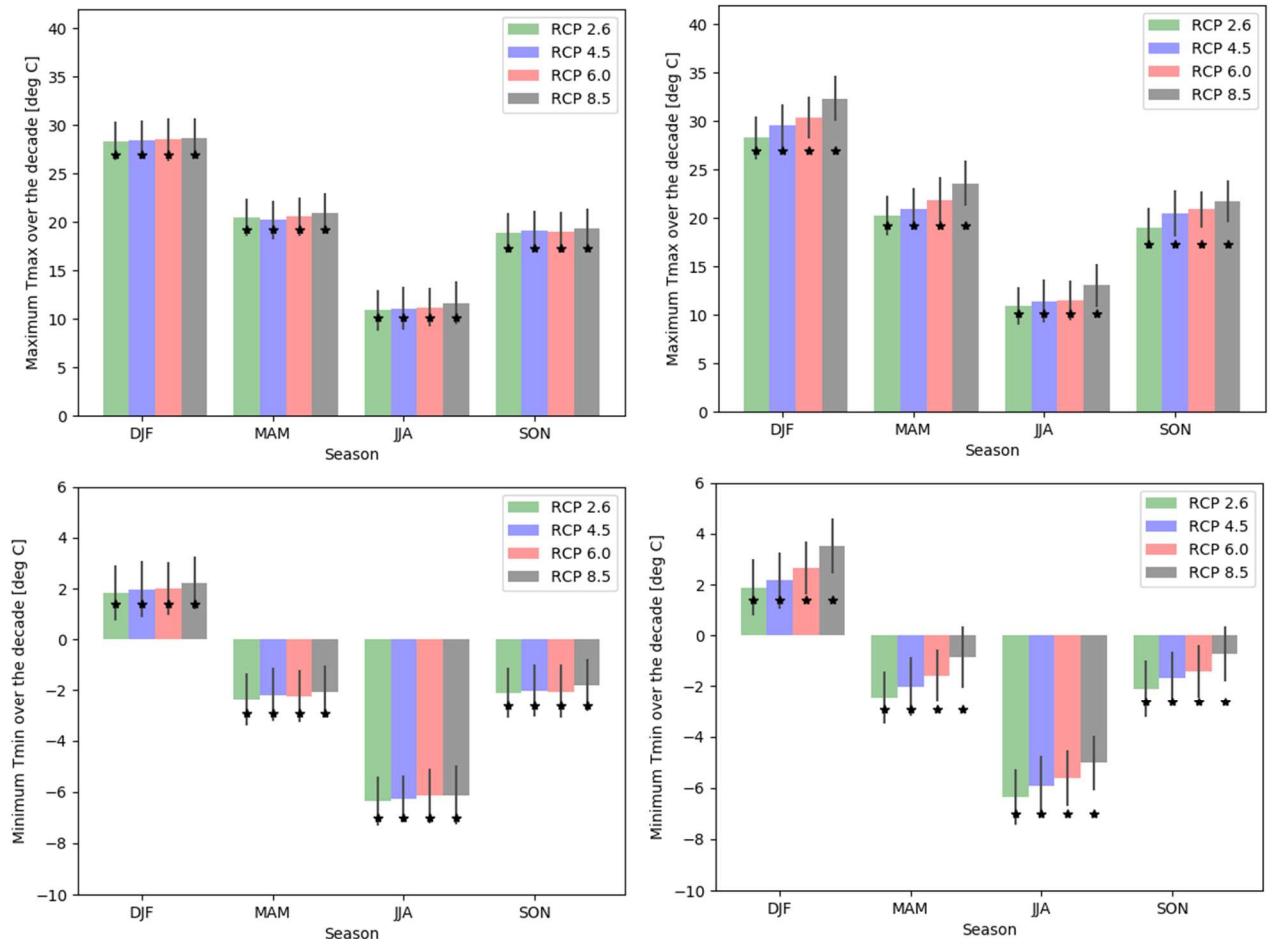 Maximum Tmax over the decade [deg C]
40
35
30
25
20
15
10
5
0
RCP 2.6
RCP 4.5
RCP 6.0
RCP 8.5
DJF MAM JJA SON
Season
Maximum Tmax over the decade [deg C]
40
35
30
25
20
15
10
5
0
RCP 2.6
RCP 4.5
RCP 6.0
RCP 8.5
DJF MAM JJA SON
Season
Minimum Tmin over the decade [deg C]
6
4
2
0
−2
−4
−6
−8
−10
RCP 2.6
RCP 4.5
RCP 6.0
RCP 8.5
DJF MAM JJA SON
Season
Minimum Tmin over the decade [deg C]
6
4
2
0
−2
−4
−6
−8
−10
RCP 2.6
RCP 4.5
RCP 6.0
RCP 8.5
DJF MAM JJA SON
Season